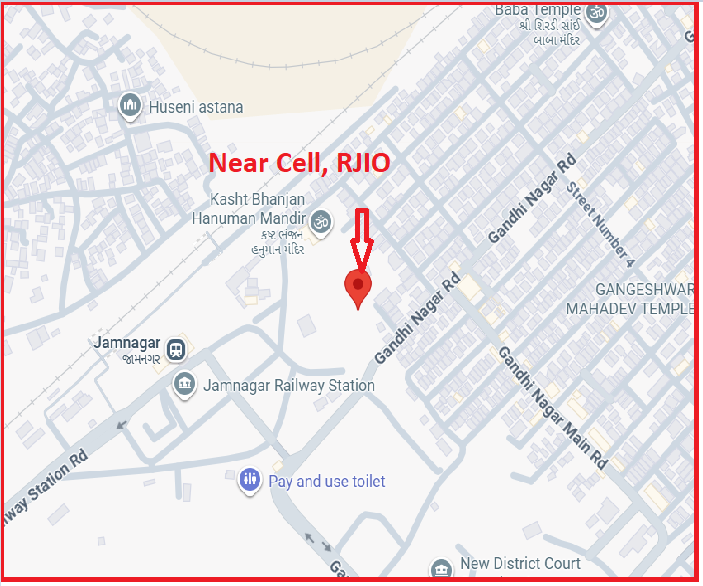 Baba Temple
શ્રી શિરડી સાંઈ
બાબા મંદિર
Huseni astana
Near Cell, RJIO
Kasht Bhanjan
Hanuman Mandir
કષ્ટ ભંજન
હનુમાન મંદિર
Gandhi Nagar Rd
Street Number 4
GANGESHWAR
MAHADEV TEMPLE
Gandhi Nagar Rd
Jamnagar
જામનગર
Jamnagar Railway Station
Gandhi Nagar Main Rd
lway Station Rd
Pay and use toilet
Ga
New District Court